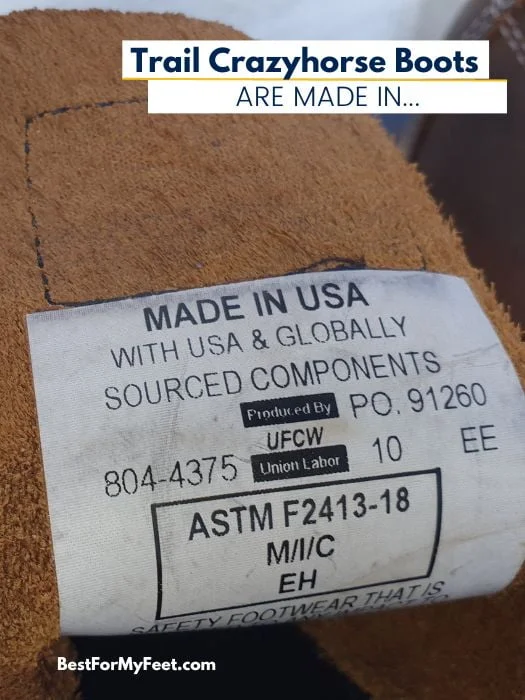 Trail Crazyhorse Boots
ARE MADE IN...
MADE IN USA
WITH USA & GLOBALLY
SOURCED COMPONENTS
Produced By PO. 91260
UFCW
804-4375 Union Labor 10 EE
ASTM F2413-18
M/I/C
EH
SAFETY FOOTWEAR THAT IS
BestForMyFeet.com